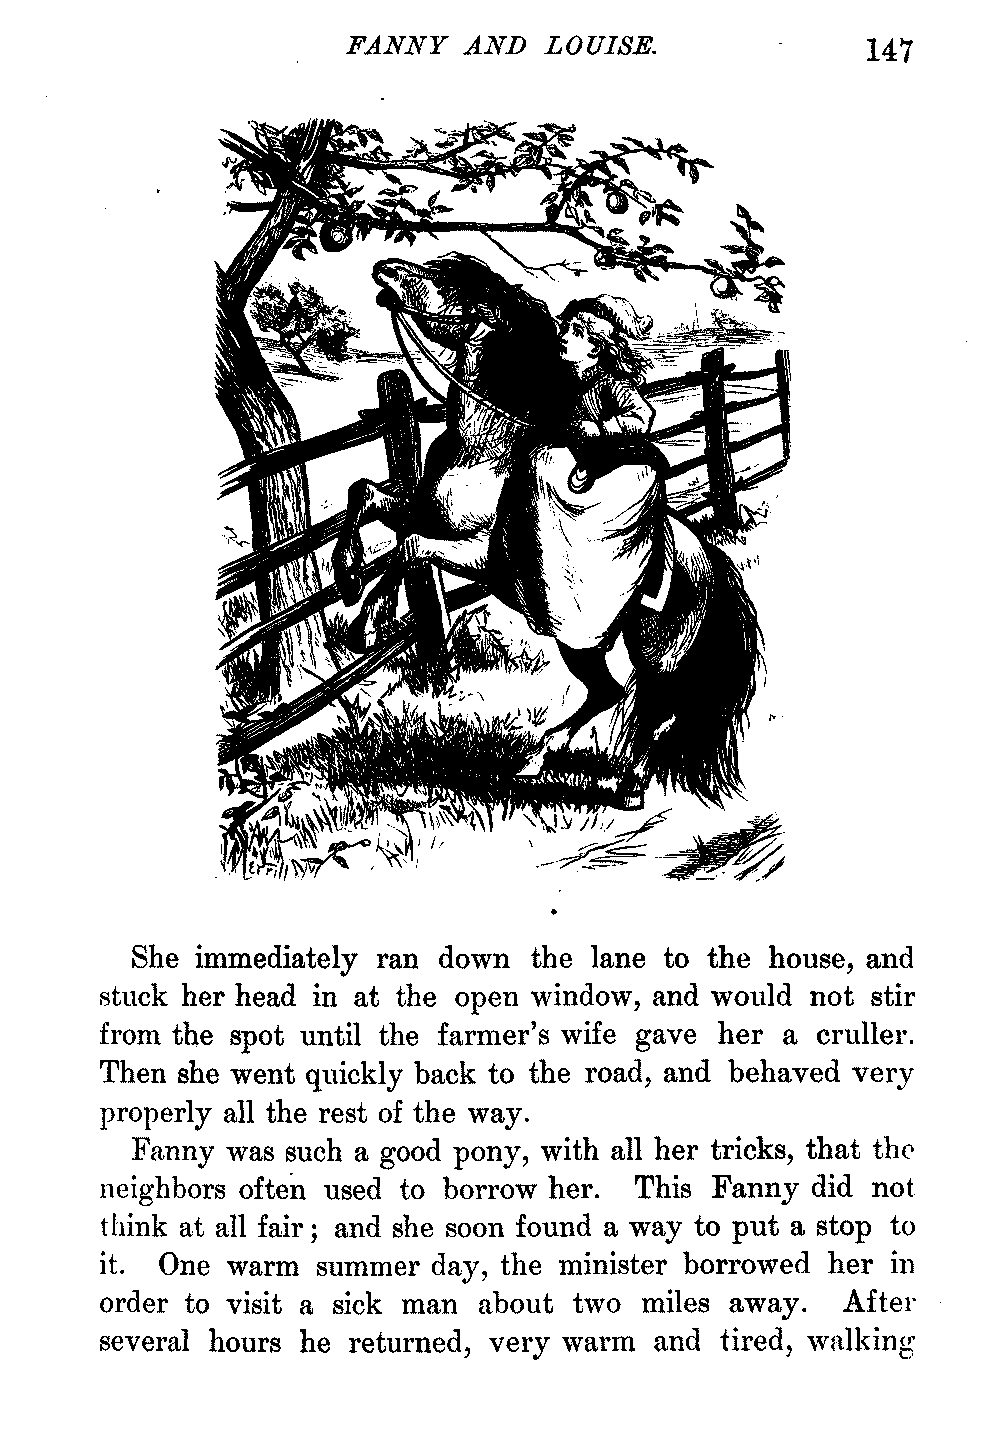 FANNY AND LOUISE. 147
She immediately ran down the lane to the house, and
stuck her head in at the open window, and would not stir
from the spot until the farmer's wife gave her a cruller.
Then she went quickly back to the road, and behaved very
properly all the rest of the way.
Fanny was such a good pony, with all her tricks, that the
neighbors often used to borrow her. This Fanny did not
think at all fair; and she soon found a way to put a stop to
it. One warm summer day, the minister borrowed her in
order to visit a sick man about two miles away. After
several hours he returned, very warm and tired, walking